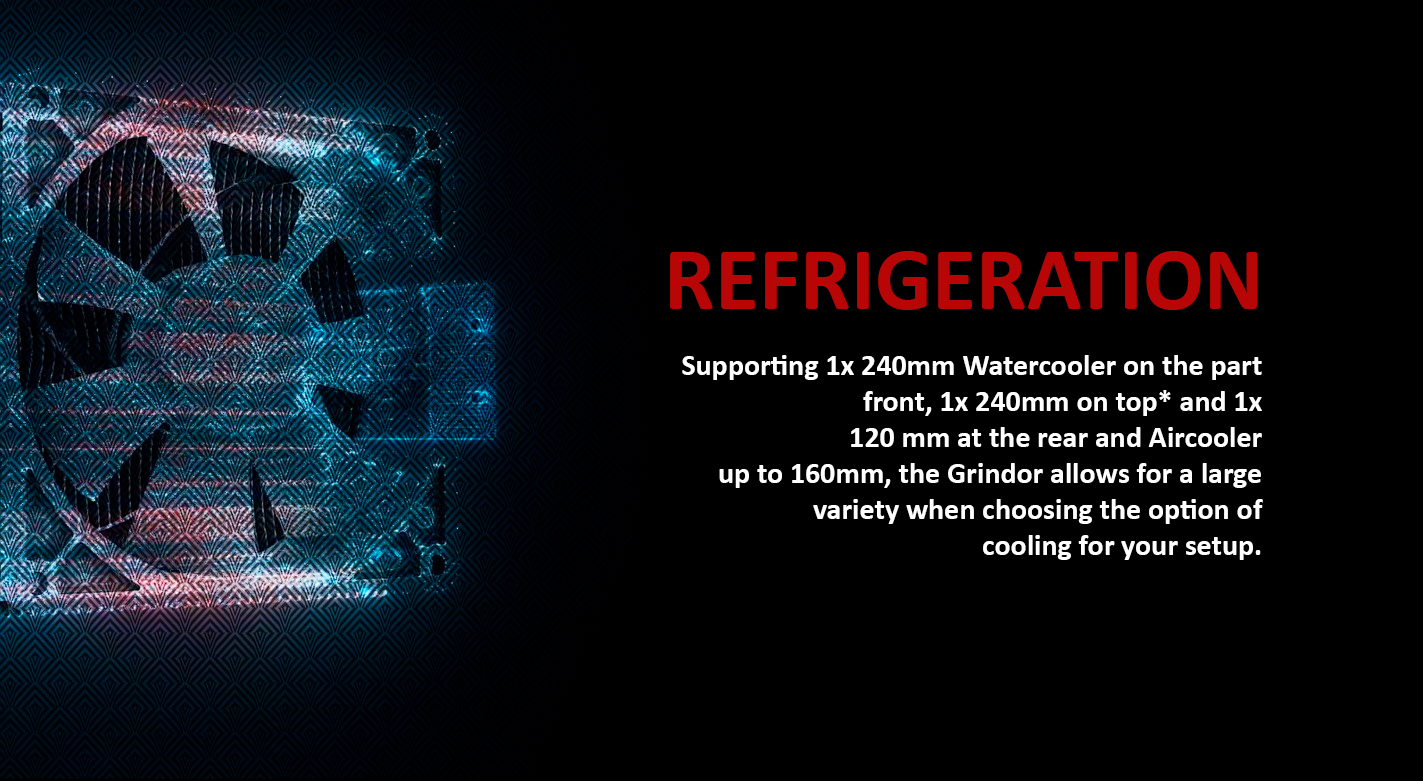 REFRIGERATION
Supporting 1x 240mm Watercooler on the part
front, 1x 240mm on top* and 1x
120 mm at the rear and Aircooler
up to 160mm, the Grindor allows for a large
variety when choosing the option of
cooling for your setup.